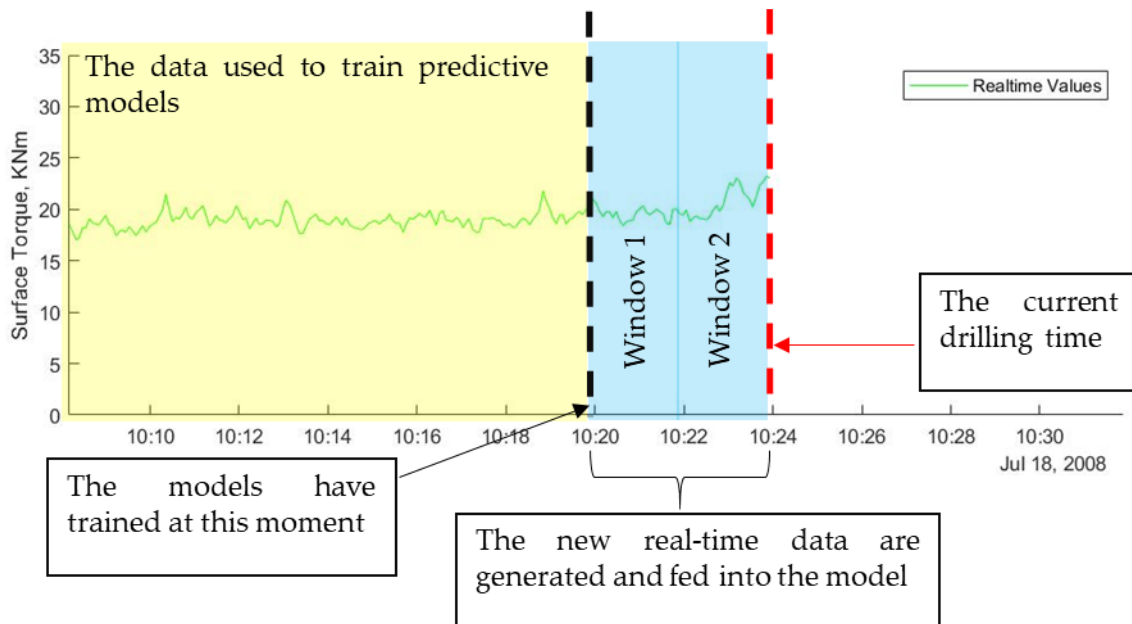 The data used to train predictive
models
Realtime Values
35
30
25
20
15
10
5
0
Surface Torque, KNm
Window 1
Window 2
The current
drilling time
10:10
10:12
10:14
10:16
10:18
10:20
10:22
10:24
10:26
10:28
10:30
Jul 18, 2008
The models have
trained at this moment
The new real-time data are
generated and fed into the model